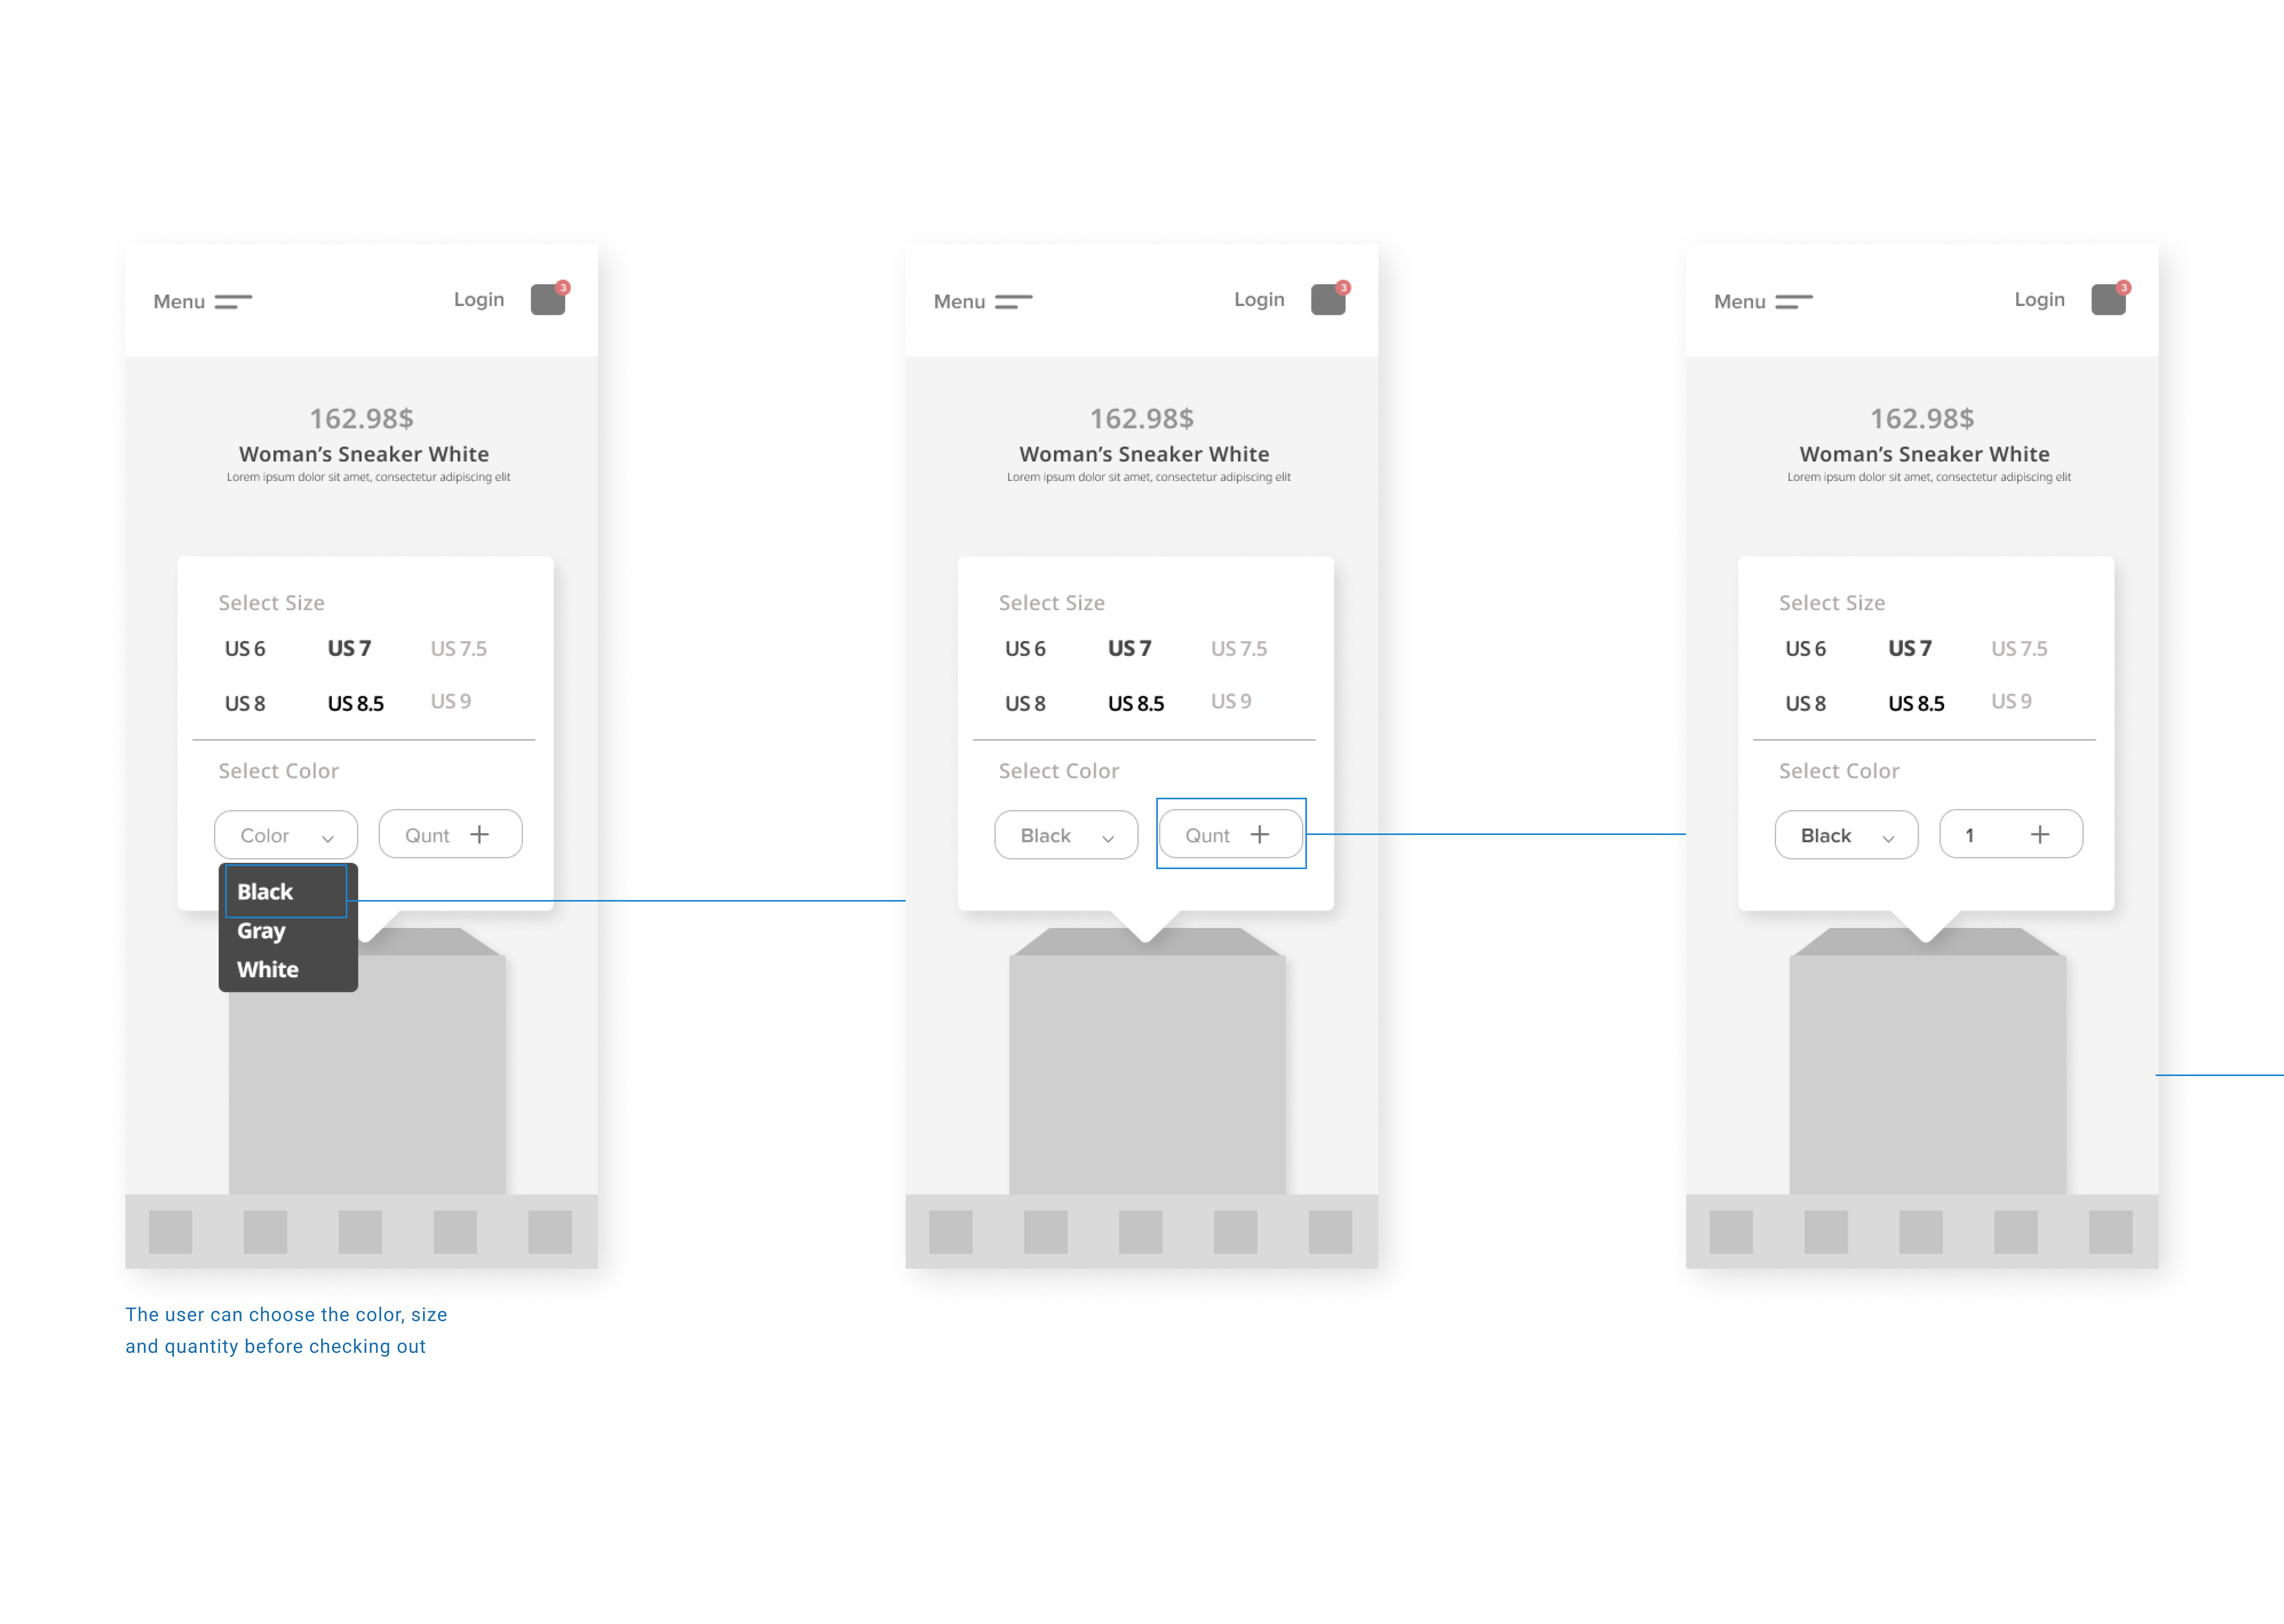 Menu Login 3
162.98$
Woman’s Sneaker White
Lorem ipsum dolor sit amet, consectetur adipiscing elit
Select Size
US 6 US 7 US 7.5
US 8 US 8.5 US 9
Select Color
Color Qunt +
Black
Gray
White
The user can choose the color, size
and quantity before checking out
Menu Login 3
162.98$
Woman’s Sneaker White
Lorem ipsum dolor sit amet, consectetur adipiscing elit
Select Size
US 6 US 7 US 7.5
US 8 US 8.5 US 9
Select Color
Black Qunt +
Menu Login 3
162.98$
Woman’s Sneaker White
Lorem ipsum dolor sit amet, consectetur adipiscing elit
Select Size
US 6 US 7 US 7.5
US 8 US 8.5 US 9
Select Color
Black 1 +